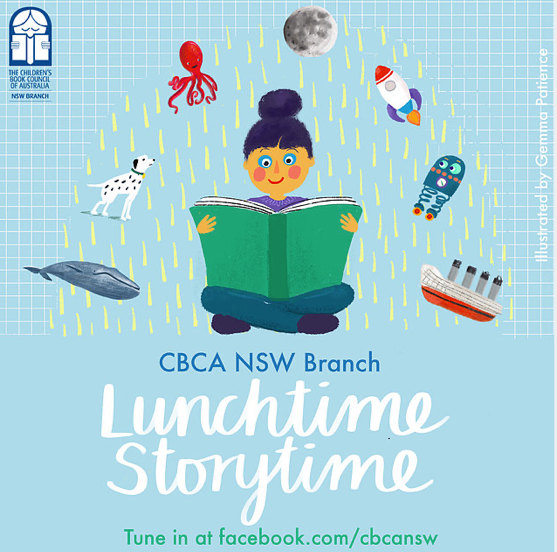 THE CHILDREN'S
BOOK COUNCIL
OF AUSTRALIA
NSW BRANCH
Illustrated by Gemma Patience
CBCA NSW Branch
Lunchtime
Storytime
Tune in at facebook.com/cbcansw